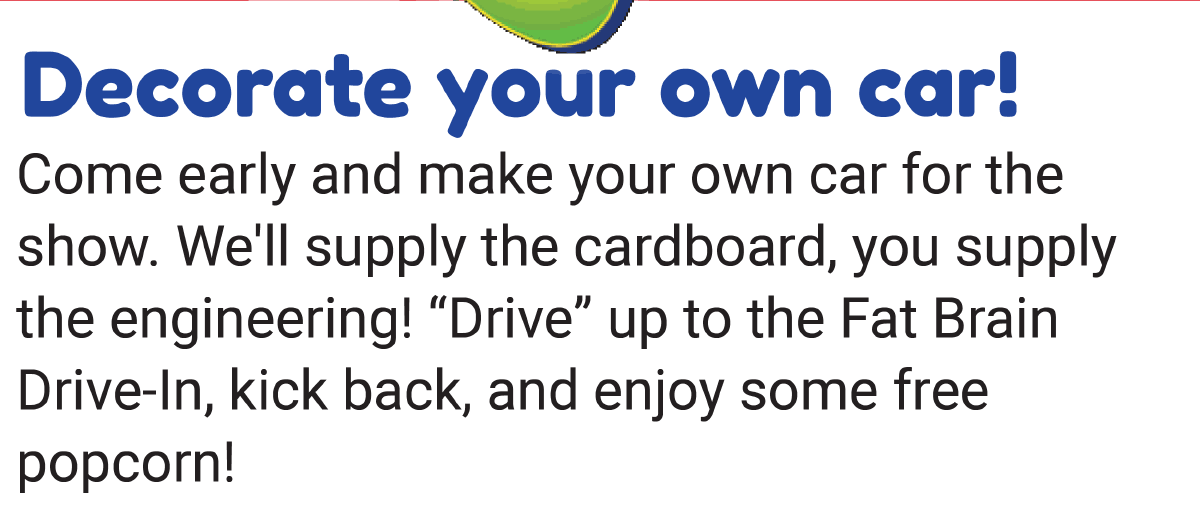 Decorate your own car!
Come early and make your own car for the
show. We'll supply the cardboard, you supply
the engineering! “Drive” up to the Fat Brain
Drive-In, kick back, and enjoy some free
popcorn!